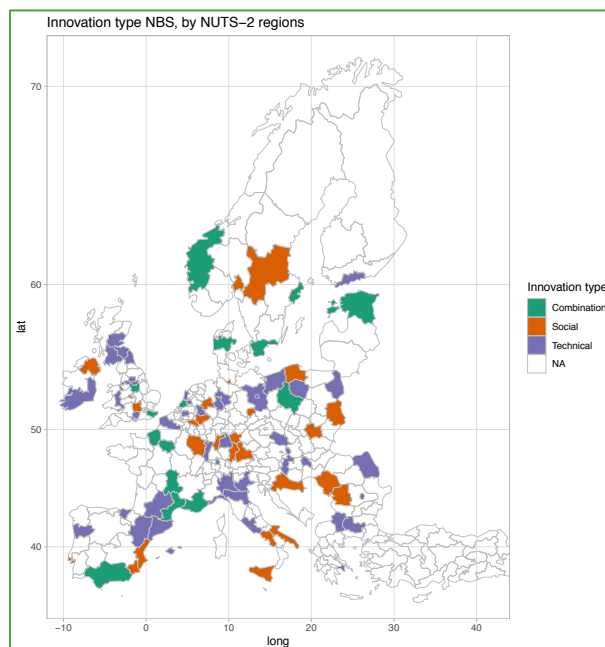 Innovation type NBS, by NUTS−2 regions
70
60
50
40
lat
−10
0
10
20
30
40
long
Innovation type
Combination
Social
Technical
NA